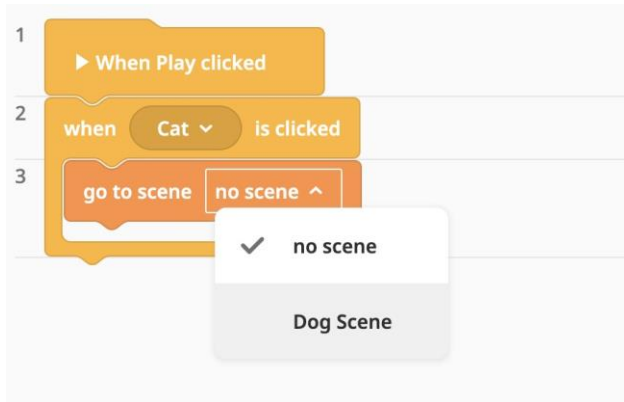 1
When Play clicked
2
when Cat is clicked
3
go to scene no scene
no scene
Dog Scene